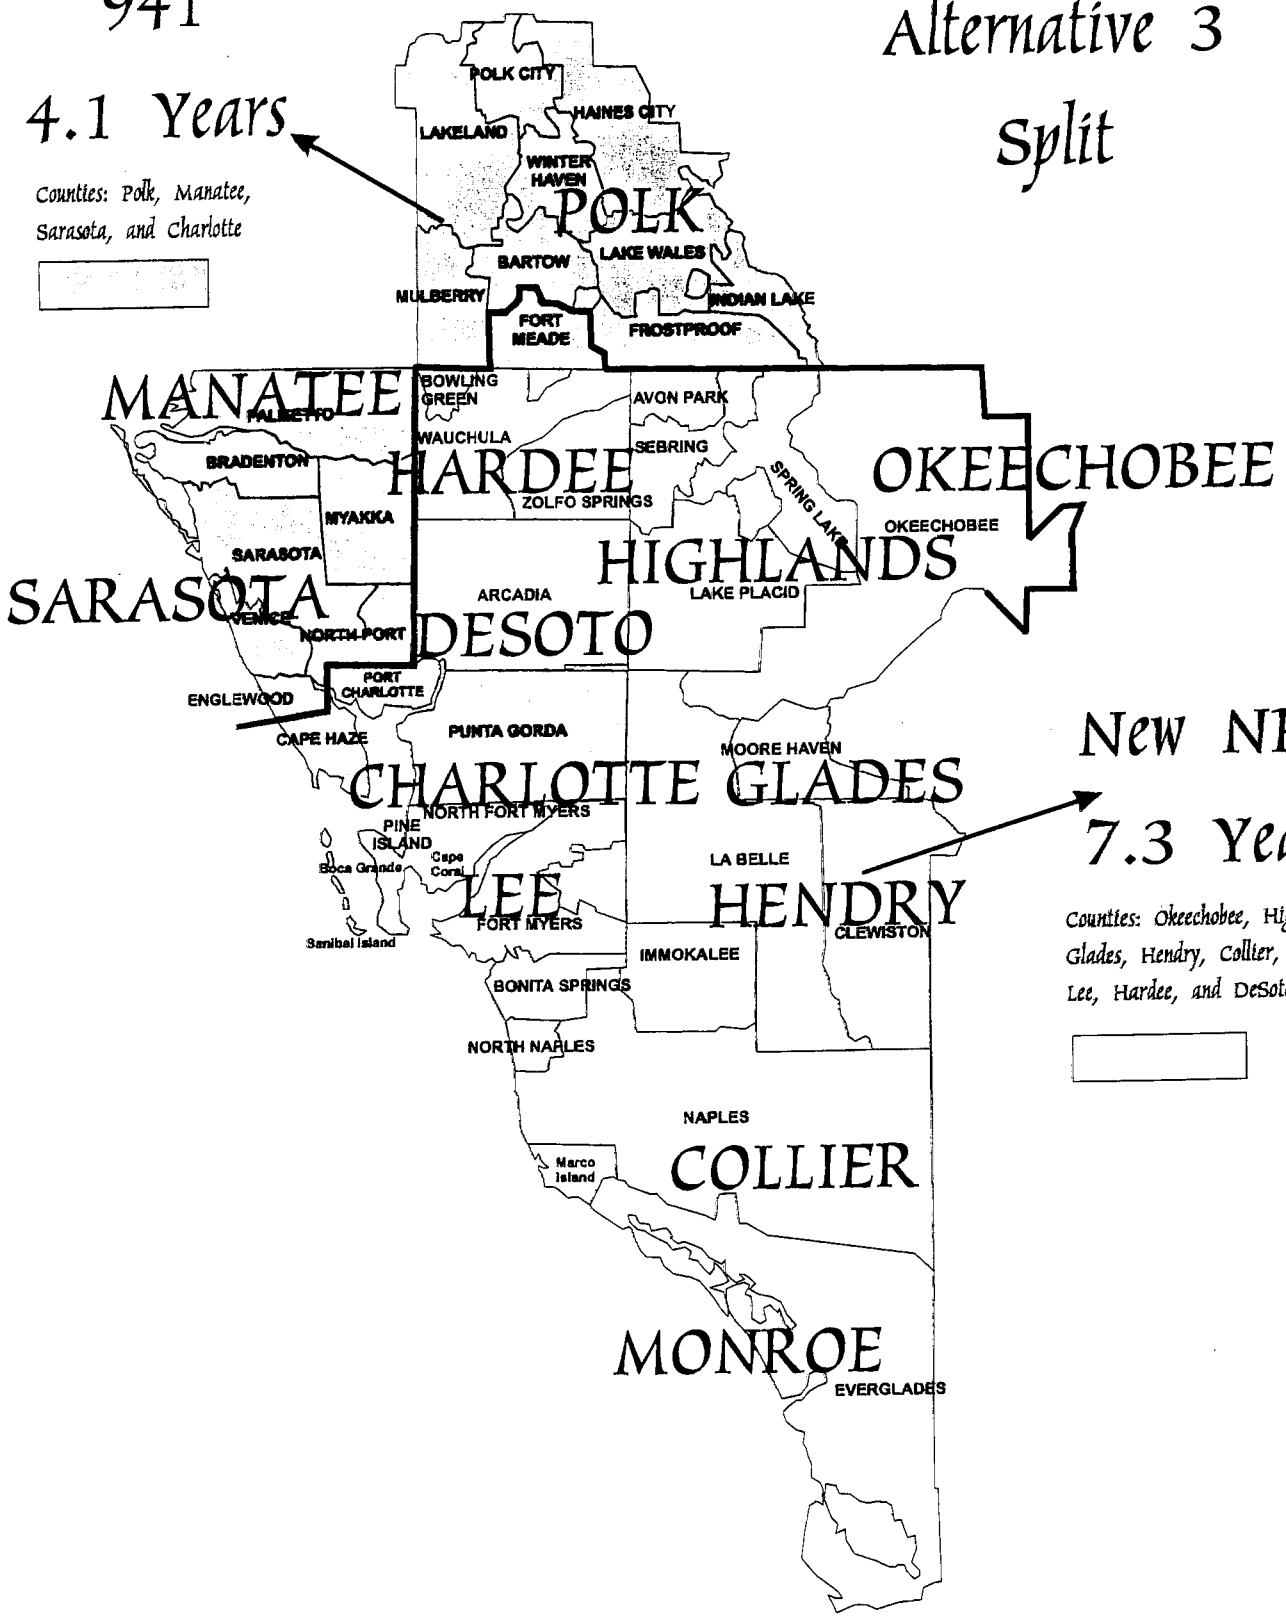 941
Alternative 3
Split
4.1 Years
Counties: Polk, Manatee,
Sarasota, and Charlotte
POLK CITY
HAINES CITY
LAKELAND
WINTER
HAVEN
POLK
LAKE WALES
BARTOW
MULBERRY
INDIAN LAKE
FORT
MEADE
FROSTPROOF
MANATEE
PALMETTO
BOWLING
GREEN
AVON PARK
WAUCHULA
SEBRING
BRADENTON
HARDEE
OKEECHOBEE
ZOLFO SPRINGS
SPRING LAKE
MYAKKA
OKEECHOBEE
SARASOTA
HIGHLANDS
LAKE PLACID
ARCADIA
SARASOTA
VENICE
NORTH PORT
DESOTO
PORT
CHARLOTTE
ENGLEWOOD
CAPE HAZE
PUNTA GORDA
MOORE HAVEN
New
CHARLOTTE
GLADES
NORTH FORT MYERS
PINE
ISLAND
7.3
Cape
Coral
Boca Grande
LA BELLE
LEE
HENDRY
FORT MYERS
CLEWISTON
Sanibal Island
Counties: Okeechobee,
Glades, Hendry, Collier,
Lee, Hardee, and
IMMOKALEE
BONITA SPRINGS
NORTH NAPLES
NAPLES
Marco
Island
COLLIER
MONROE
EVERGLADES